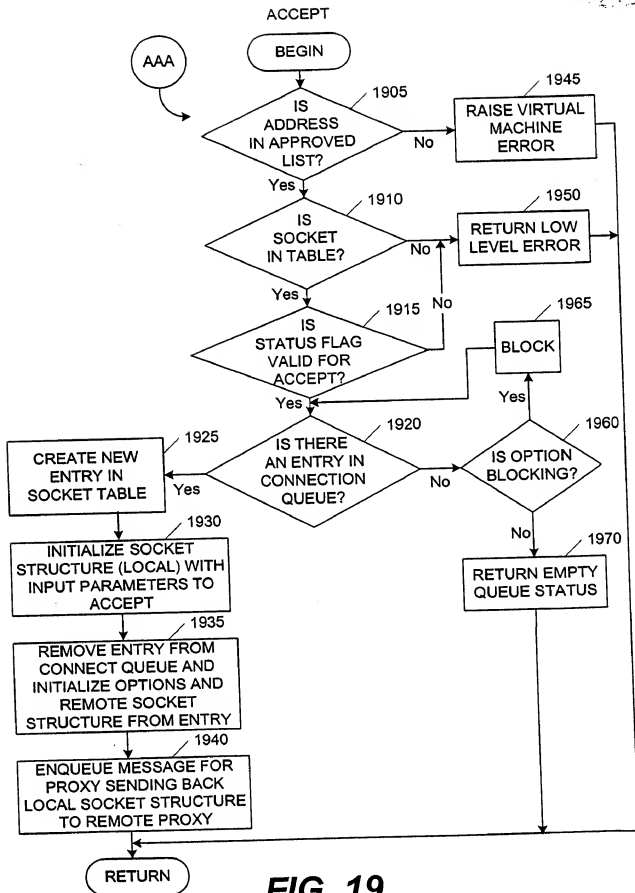 ACCEPT
BEGIN
AAA
1905
IS
ADDRESS
IN APPROVED
LIST?
No
1945
RAISE VIRTUAL
MACHINE
ERROR
Yes
1910
IS
SOCKET
IN TABLE?
No
1950
RETURN LOW
LEVEL ERROR
Yes
No
1915
IS
STATUS FLAG
VALID FOR
ACCEPT?
1965
BLOCK
Yes
Yes
1920
IS THERE
AN ENTRY IN
CONNECTION
QUEUE?
Yes
No
1960
IS OPTION
BLOCKING?
No
1925
CREATE NEW
ENTRY IN
SOCKET TABLE
1970
RETURN EMPTY
QUEUE STATUS
1930
INITIALIZE SOCKET
STRUCTURE (LOCAL) WITH
INPUT PARAMETERS TO
ACCEPT
1935
REMOVE ENTRY FROM
CONNECT QUEUE AND
INITIALIZE OPTIONS AND
REMOTE SOCKET
STRUCTURE FROM ENTRY
1940
ENQUEUE MESSAGE FOR
PROXY SENDING BACK
LOCAL SOCKET STRUCTURE
TO REMOTE PROXY
RETURN
FIG. 19